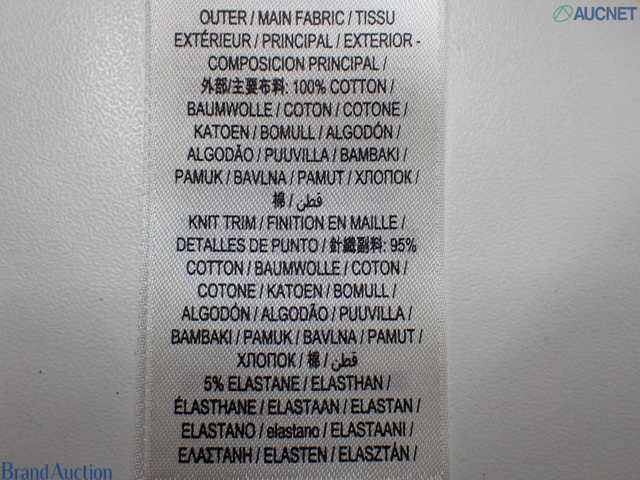 AUCNET
OUTER / MAIN FABRIC / TISSU
EXTÉRIEUR / PRINCIPAL / EXTERIOR -
COMPOSICION PRINCIPAL /
外部/主要布料: 100% COTTON /
BAUMWOLLE / COTON / COTONE /
KATOEN / BOMULL / ALGODÓN /
ALGODÃO / PUUVILLA / BAMBAKI /
PAMUK / BAVLNA / PAMUT / ХЛОПОК /
棉 / قطن /
KNIT TRIM / FINITION EN MAILLE /
DETALLES DE PUNTO / 針織副料: 95%
COTTON / BAUMWOLLE / COTON /
COTONE / KATOEN / BOMULL /
ALGODÓN / ALGODÃO / PUUVILLA /
BAMBAKI / PAMUK / BAVLNA / PAMUT /
ХЛОПОК / 棉 / قطن /
5% ELASTANE / ELASTHAN /
ÉLASTHANE / ELASTAAN / ELASTAN /
ELASTANO / elastano / ELASTAANI /
ΕΛΑΣΤΑΝΗ / ELASTEN / ELASZTÁN /
BrandAuction